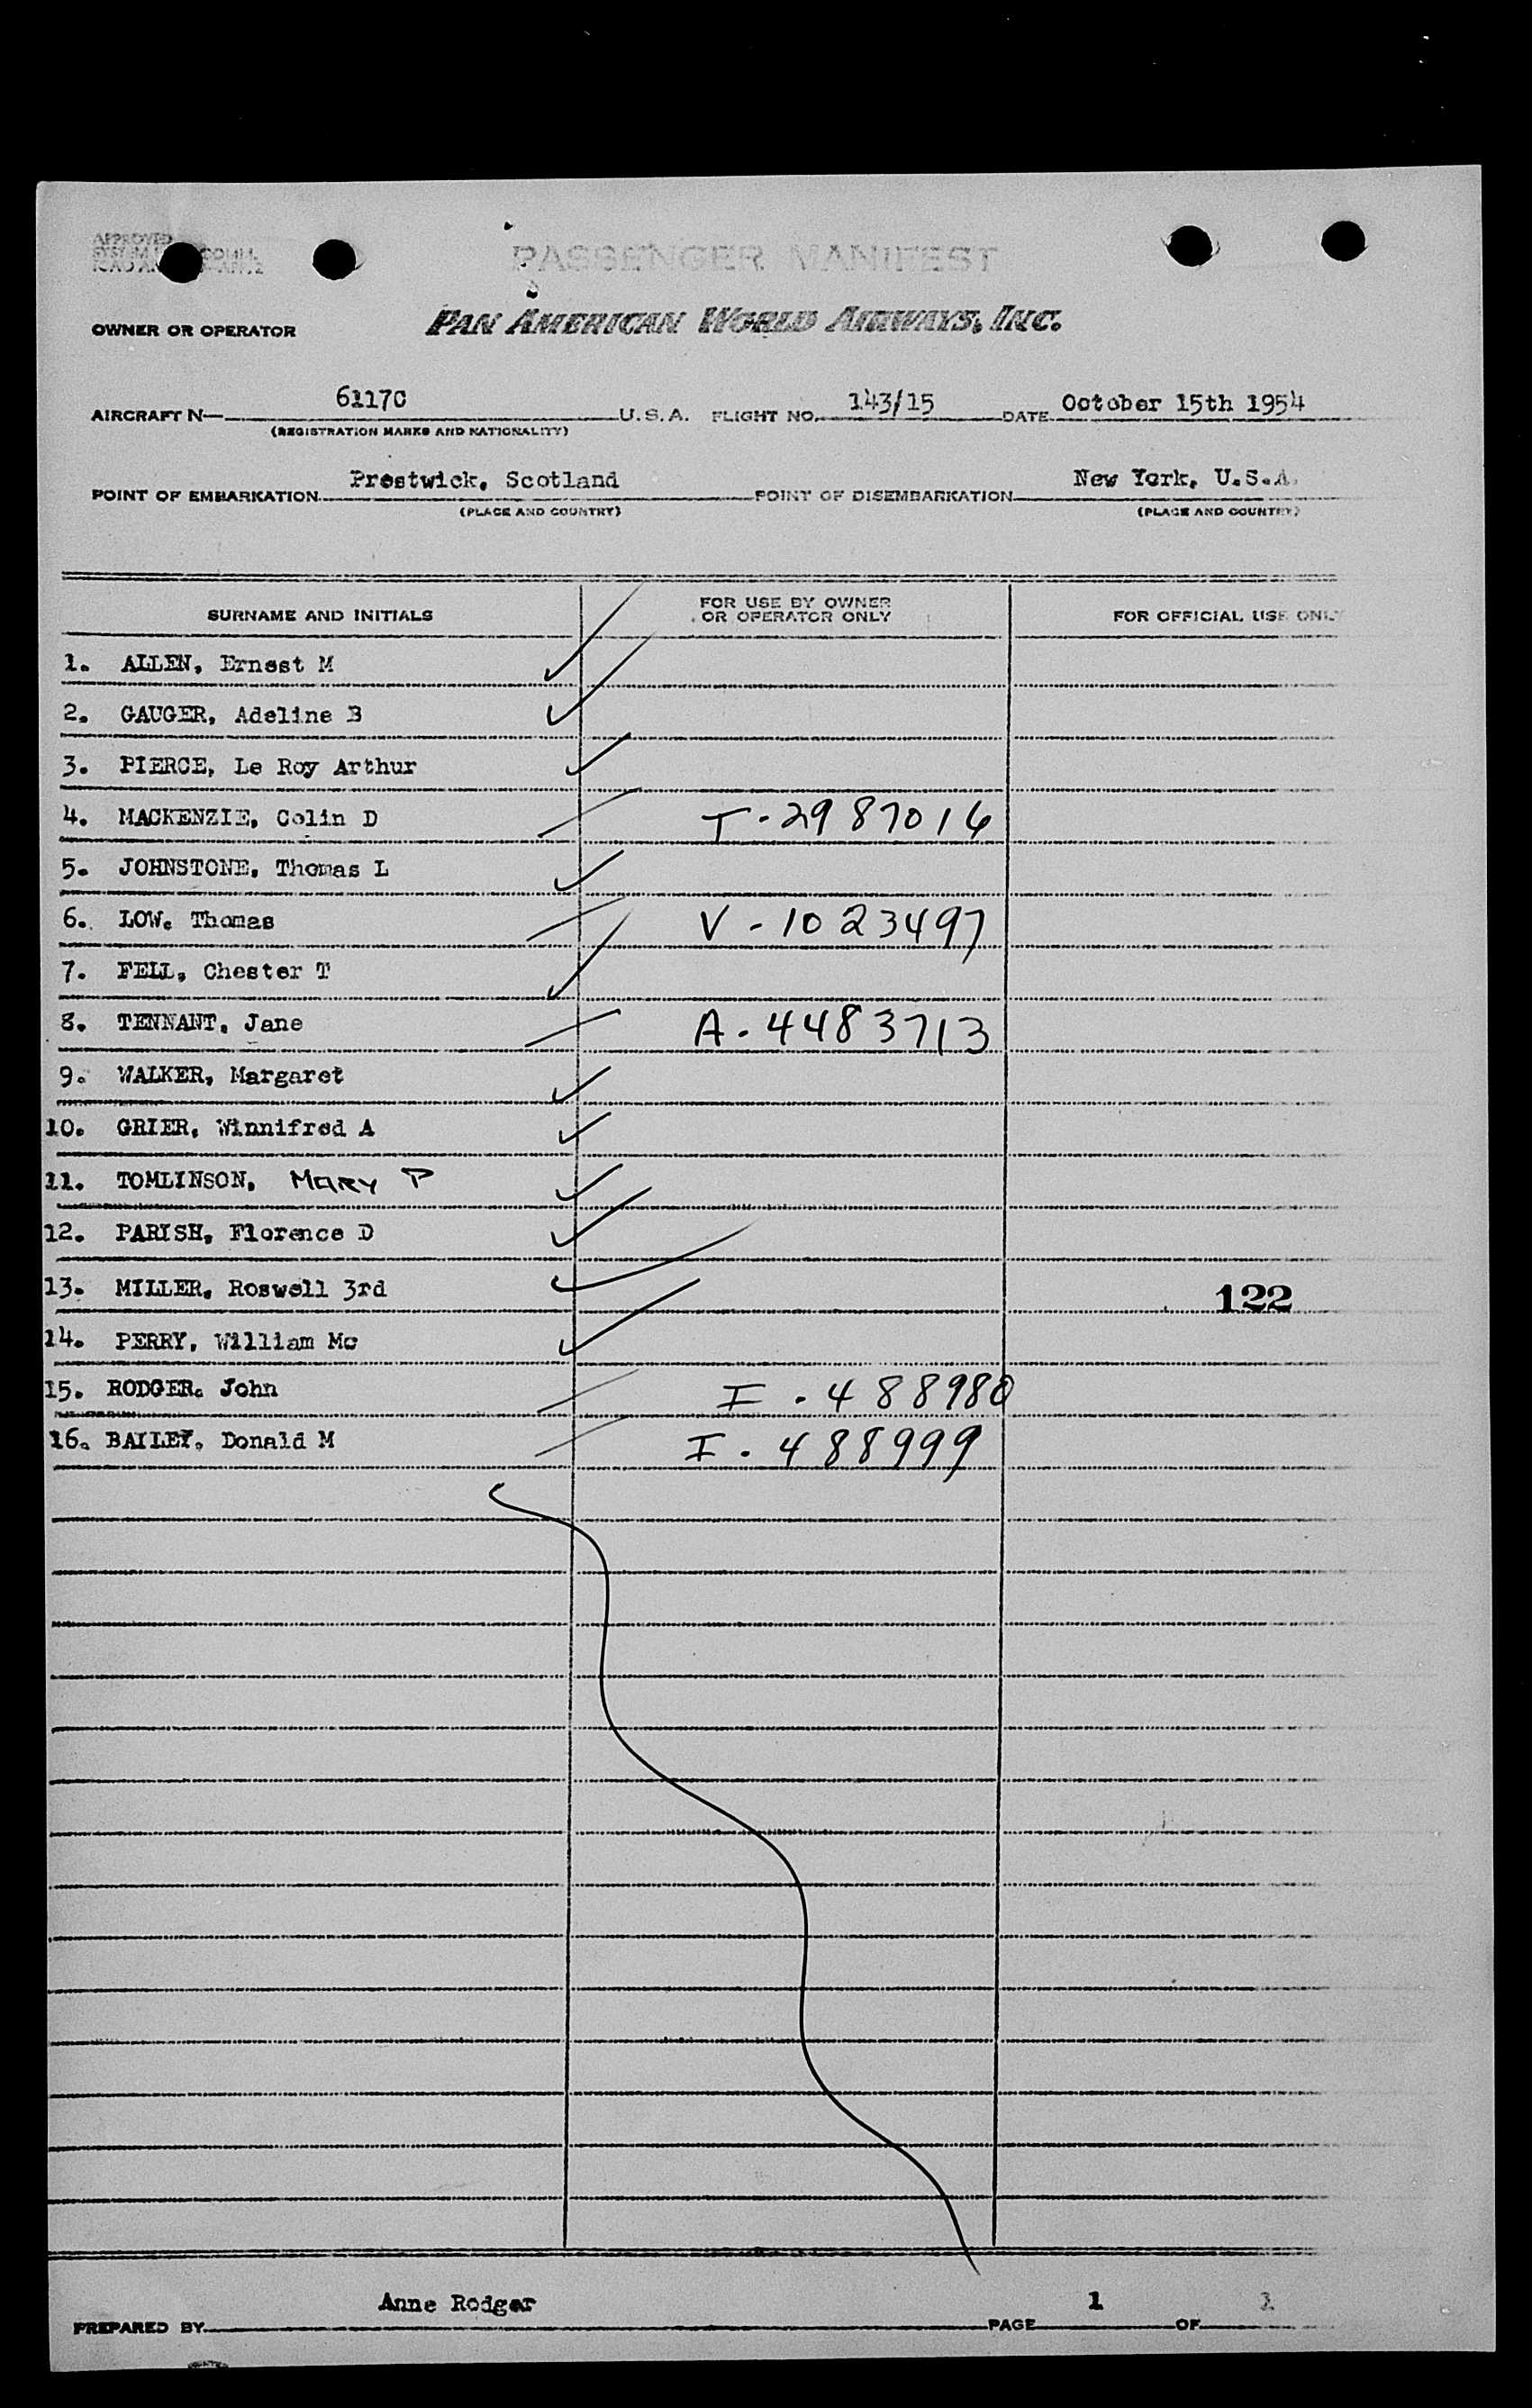 APPROVED
PASSENGER MANIFEST
OWNER OR OPERATOR PAN AMERICAN WORLD AIRWAYS, INC.
AIRCRAFT N— 6117C U.S.A. FLIGHT NO. 143/15 DATE October 15th 1954
(REGISTRATION MARKS AND NATIONALITY)
POINT OF EMBARKATION Prestwick, Scotland POINT OF DISEMBARKATION New York, U.S.A.
(PLACE AND COUNTRY) (PLACE AND COUNTRY)
SURNAME AND INITIALS FOR USE BY OWNER OR OPERATOR ONLY FOR OFFICIAL USE ONLY
1. ALLEN, Ernest M
2. GAUGER, Adeline B
3. PIERCE, Le Roy Arthur
4. MACKENZIE, Colin D T-2987016
5. JOHNSTONE, Thomas L
6. LOW. Thomas V-1023497
7. FELL, Chester T
8. TENNANT, Jane A-4483713
9. WALKER, Margaret
10. GRIER, Winnifred A
11. TOMLINSON, MARY P
12. PARISH, Florence D
13. MILLER, Roswell 3rd 122
14. PERRY, William Mc
15. RODGER. John I-488980
16. BAILEY, Donald M I-488999
PREPARED BY Anne Rodger PAGE 1 OF 1